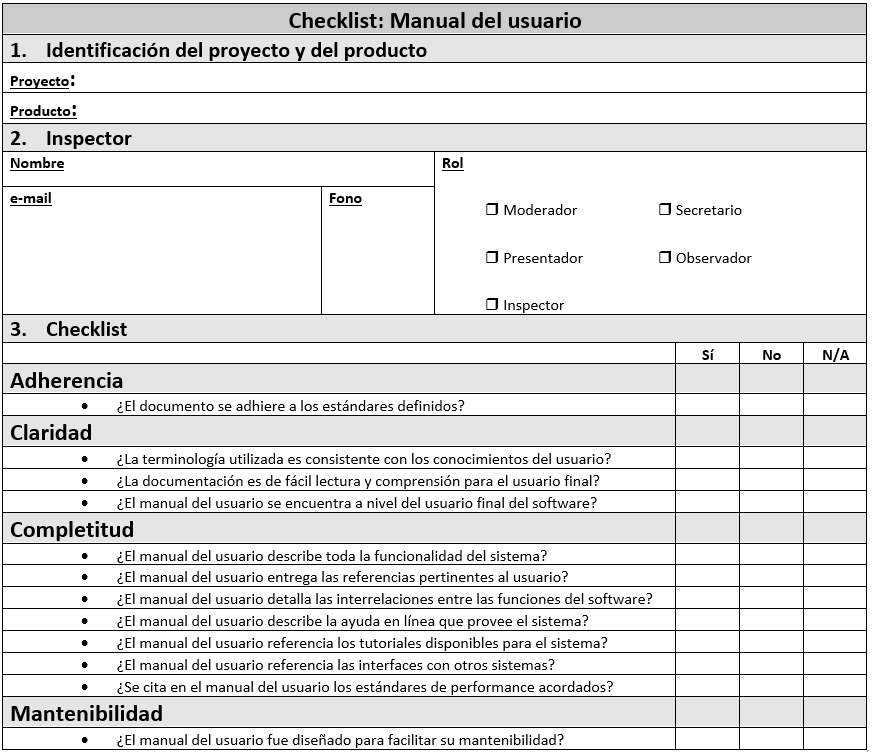 Checklist: Manual del usuario
1. Identificación del proyecto y del producto
Proyecto:
Producto:
2. Inspector
Nombre
Rol
e-mail
Fono
Moderador
Secretario
Presentador
Observador
Inspector
3. Checklist
Sí No N/A
Adherencia
• ¿El documento se adhiere a los estándares definidos?
Claridad
• ¿La terminología utilizada es consistente con los conocimientos del usuario?
• ¿La documentación es de fácil lectura y comprensión para el usuario final?
• ¿El manual del usuario se encuentra a nivel del usuario final del software?
Completitud
• ¿El manual del usuario describe toda la funcionalidad del sistema?
• ¿El manual del usuario entrega las referencias pertinentes al usuario?
• ¿El manual del usuario detalla las interrelaciones entre las funciones del software?
• ¿El manual del usuario describe la ayuda en línea que provee el sistema?
• ¿El manual del usuario referencia los tutoriales disponibles para el sistema?
• ¿El manual del usuario referencia las interfaces con otros sistemas?
• ¿Se cita en el manual del usuario los estándares de performance acordados?
Mantenibilidad
• ¿El manual del usuario fue diseñado para facilitar su mantenibilidad?